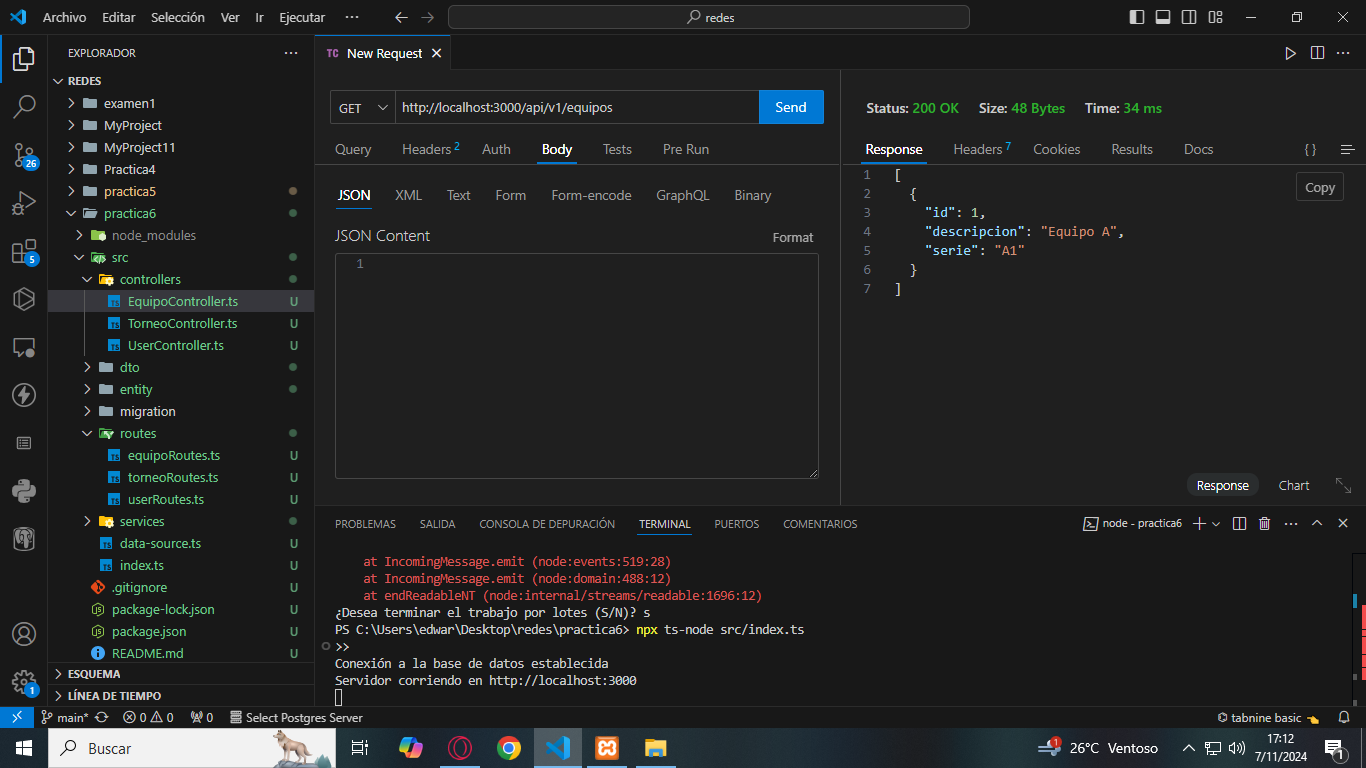 Archivo Editar Selección Ver Ir Ejecutar ··· redes
EXPLORADOR ···
REDES
examen1
MyProject
MyProject11
Practica4
practica5
practica6
node_modules
src
controllers
EquipoController.ts U
TorneoController.ts U
UserController.ts U
dto
entity
migration
routes
equipoRoutes.ts U
torneoRoutes.ts U
userRoutes.ts U
services
data-source.ts U
index.ts U
.gitignore U
package-lock.json U
package.json U
README.md U
ESQUEMA
LÍNEA DE TIEMPO
26
5
1
TC New Request
GET http://localhost:3000/api/v1/equipos Send
Query Headers 2 Auth Body Tests Pre Run
JSON XML Text Form Form-encode GraphQL Binary
JSON Content Format
1
Status: 200 OK Size: 48 Bytes Time: 34 ms
Response Headers 7 Cookies Results Docs { }
Copy
1 [
2 {
3 "id": 1,
4 "descripcion": "Equipo A",
5 "serie": "A1"
6 }
7 ]
Response Chart
PROBLEMAS SALIDA CONSOLA DE DEPURACIÓN TERMINAL PUERTOS COMENTARIOS node - practica6
at IncomingMessage.emit (node:events:519:28)
at IncomingMessage.emit (node:domain:488:12)
at endReadableNT (node:internal/streams/readable:1696:12)
¿Desea terminar el trabajo por lotes (S/N)? s
PS C:\Users\edwar\Desktop\redes\practica6> npx ts-node src/index.ts
>>
Conexión a la base de datos establecida
Servidor corriendo en http://localhost:3000
main* 0 0 0 Select Postgres Server tabnine basic
Buscar 1 26°C Ventoso 17:12
7/11/2024 1